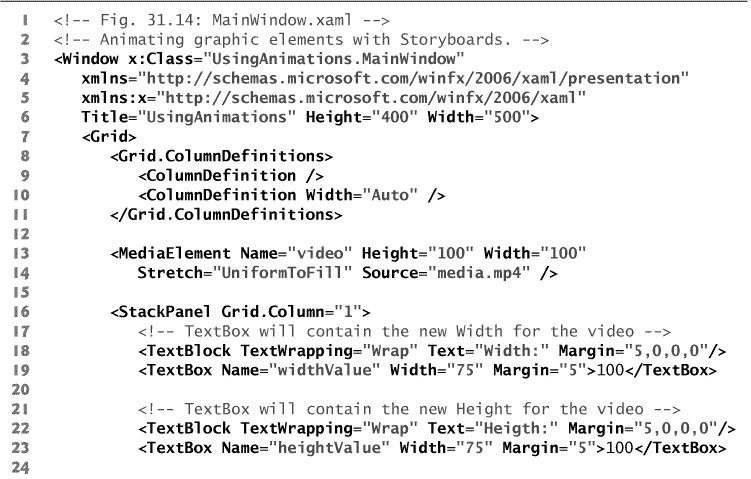 1 <!-- Fig. 31.14: MainWindow.xaml -->
2 <!-- Animating graphic elements with Storyboards. -->
3 <Window x:Class="UsingAnimations.MainWindow"
4 xmlns="http://schemas.microsoft.com/winfx/2006/xaml/presentation"
5 xmlns:x="http://schemas.microsoft.com/winfx/2006/xaml"
6 Title="UsingAnimations" Height="400" Width="500">
7 <Grid>
8 <Grid.ColumnDefinitions>
9 <ColumnDefinition />
10 <ColumnDefinition Width="Auto" />
11 </Grid.ColumnDefinitions>
12
13 <MediaElement Name="video" Height="100" Width="100"
14 Stretch="UniformToFill" Source="media.mp4" />
15
16 <StackPanel Grid.Column="1">
17 <!-- TextBox will contain the new Width for the video -->
18 <TextBlock TextWrapping="Wrap" Text="Width:" Margin="5,0,0,0"/>
19 <TextBox Name="widthValue" Width="75" Margin="5">100</TextBox>
20
21 <!-- TextBox will contain the new Height for the video -->
22 <TextBlock TextWrapping="Wrap" Text="Heigth:" Margin="5,0,0,0"/>
23 <TextBox Name="heightValue" Width="75" Margin="5">100</TextBox>
24